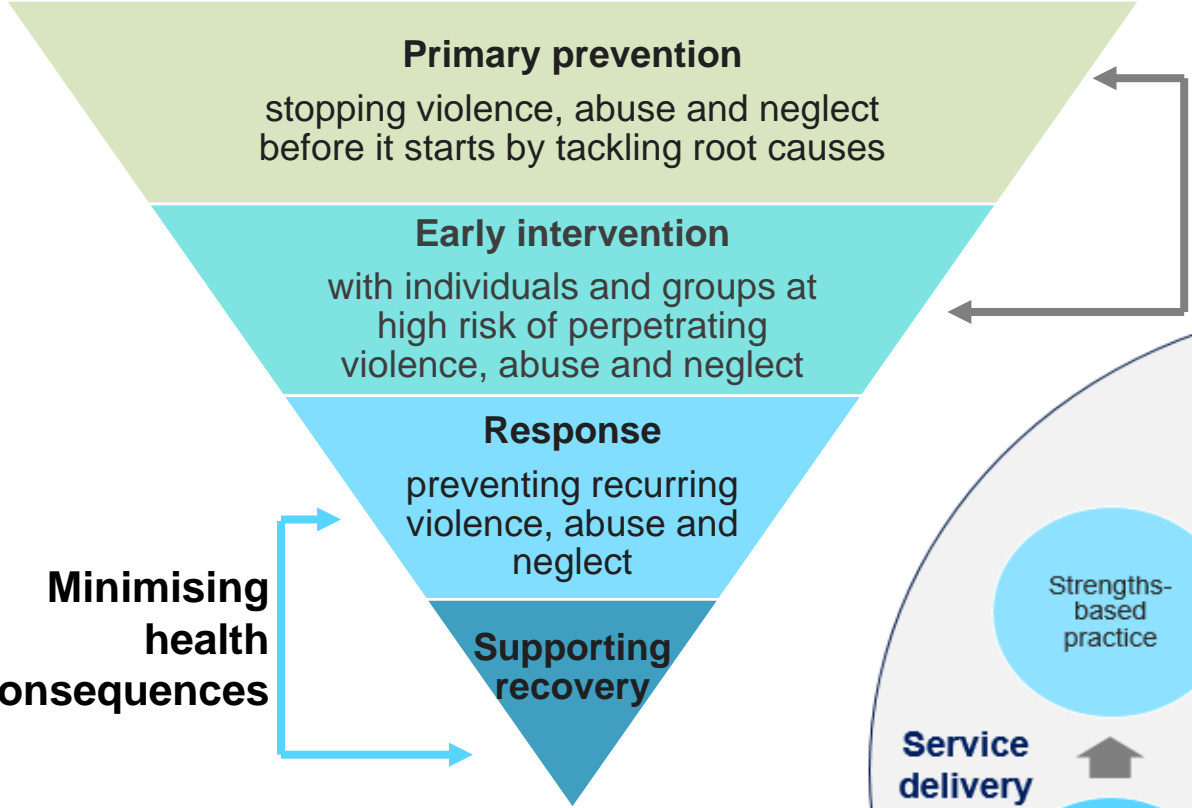 Primary prevention
stopping violence, abuse and neglect
before it starts by tackling root causes
Early intervention
with individuals and groups at
high risk of perpetrating
violence, abuse and neglect
Response
preventing recurring
violence, abuse and
neglect
Supporting
recovery
Minimising
health
onsequences
Strengths-
based
practice
Service
delivery